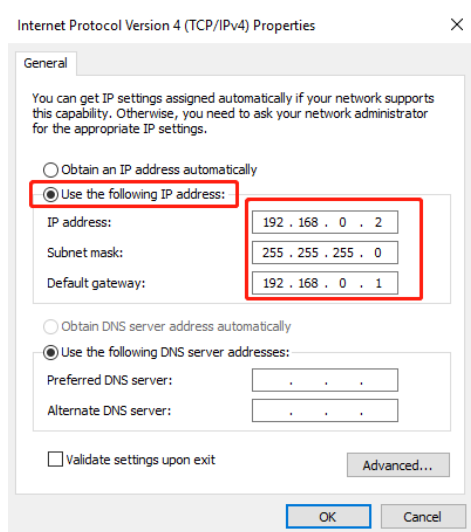 Internet Protocol Version 4 (TCP/IPv4) Properties
General
You can get IP settings assigned automatically if your network supports
this capability. Otherwise, you need to ask your network administrator
for the appropriate IP settings.
Obtain an IP address automatically
Use the following IP address:
IP address: 192 . 168 . 0 . 2
Subnet mask: 255 . 255 . 255 . 0
Default gateway: 192 . 168 . 0 . 1
Obtain DNS server address automatically
Use the following DNS server addresses:
Preferred DNS server: . . .
Alternate DNS server: . . .
Validate settings upon exit
Advanced...
OK Cancel